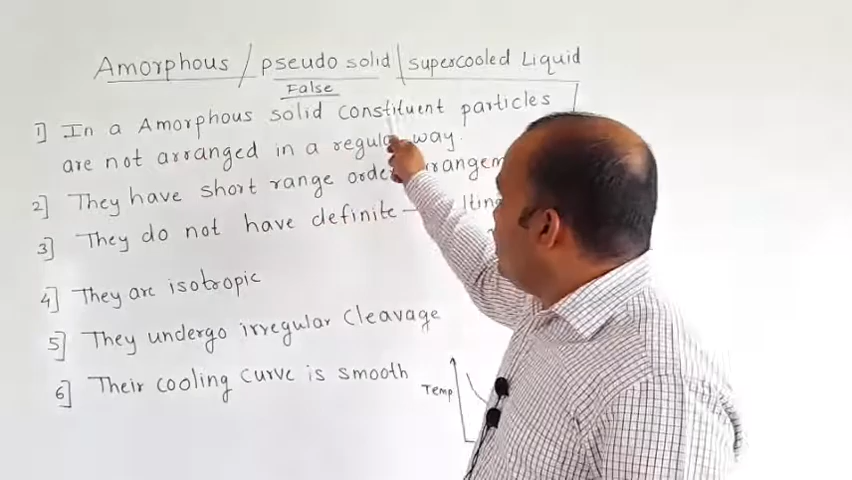 Amorphous / pseudo solid / supercooled Liquid
False
1] In a Amorphous solid constituent particles
are not arranged in a regular way.
2] They have short range order
3] They do not have definite
4] They are isotropic
5] They undergo irregular cleavage
6] Their cooling curve is smooth
Temp